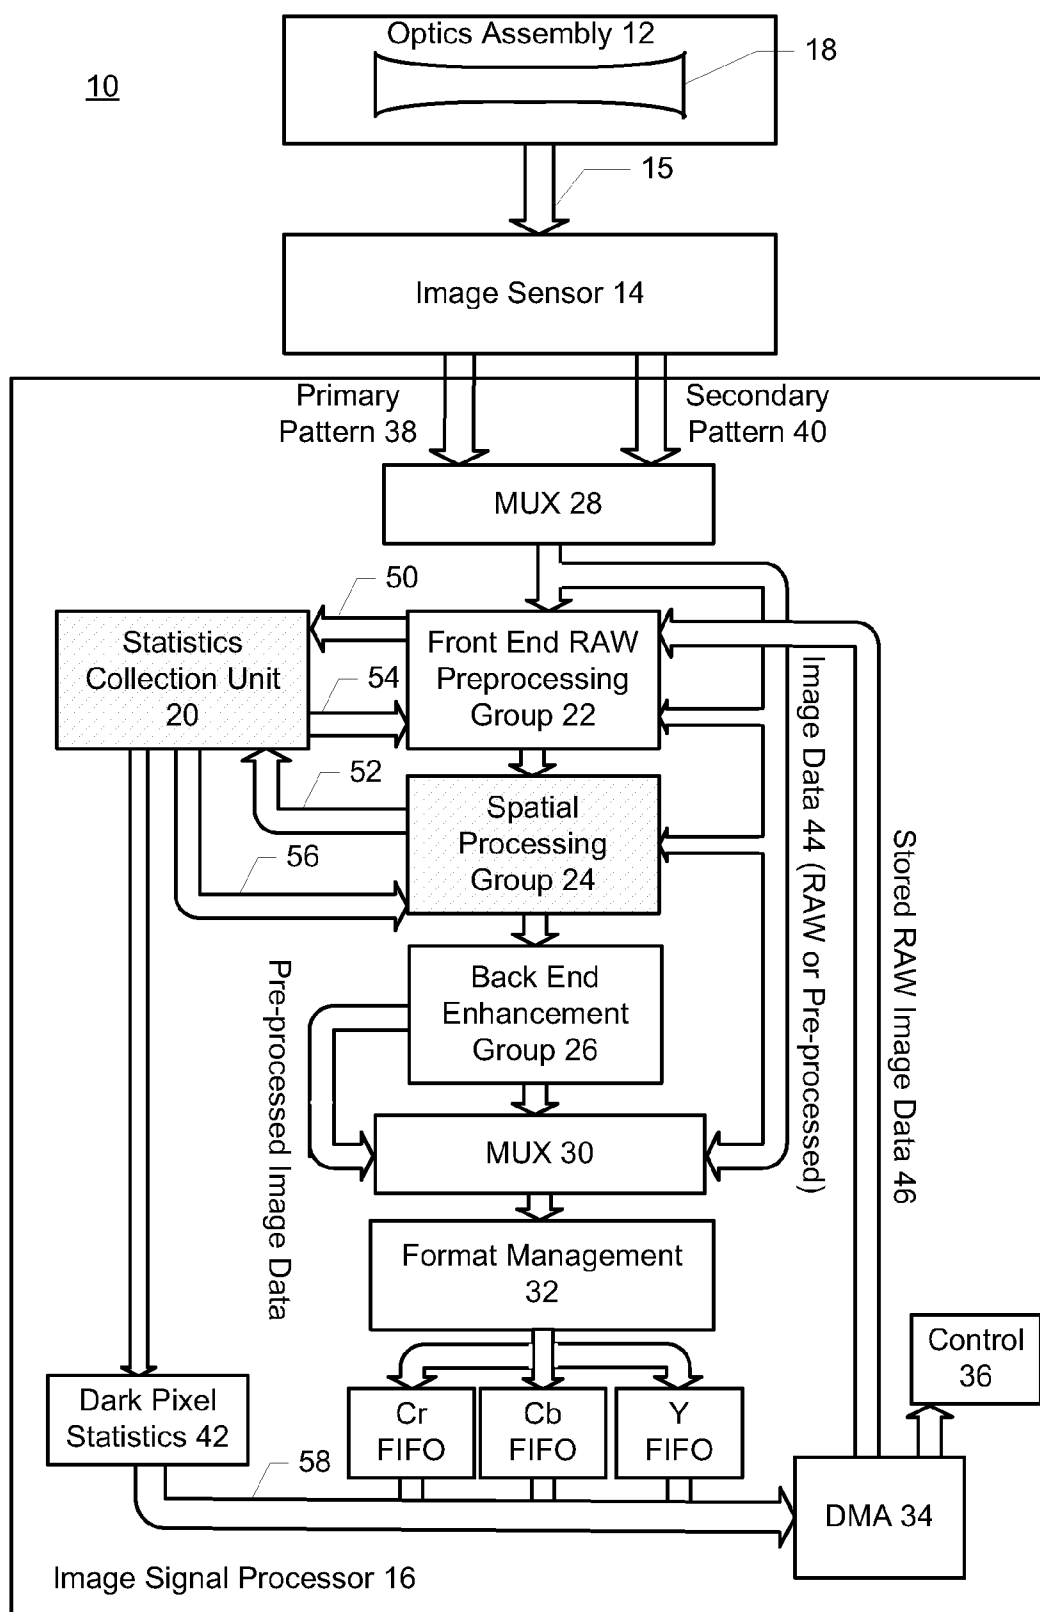 Optics Assembly 12
18
10
15
Image Sensor 14
Primary
Pattern 38
Secondary
Pattern 40
MUX 28
50
Statistics
Collection Unit
20
54
Front End RAW
Preprocessing
Group 22
52
Spatial
Processing
Group 24
56
Image Data 44 (RAW or Pre-processed)
Stored RAW Image Data 46
Pre-processed Image Data
Back End
Enhancement
Group 26
MUX 30
Format Management
32
Control
36
Dark Pixel
Statistics 42
Cr
FIFO
Cb
FIFO
Y
FIFO
58
DMA 34
Image Signal Processor 16